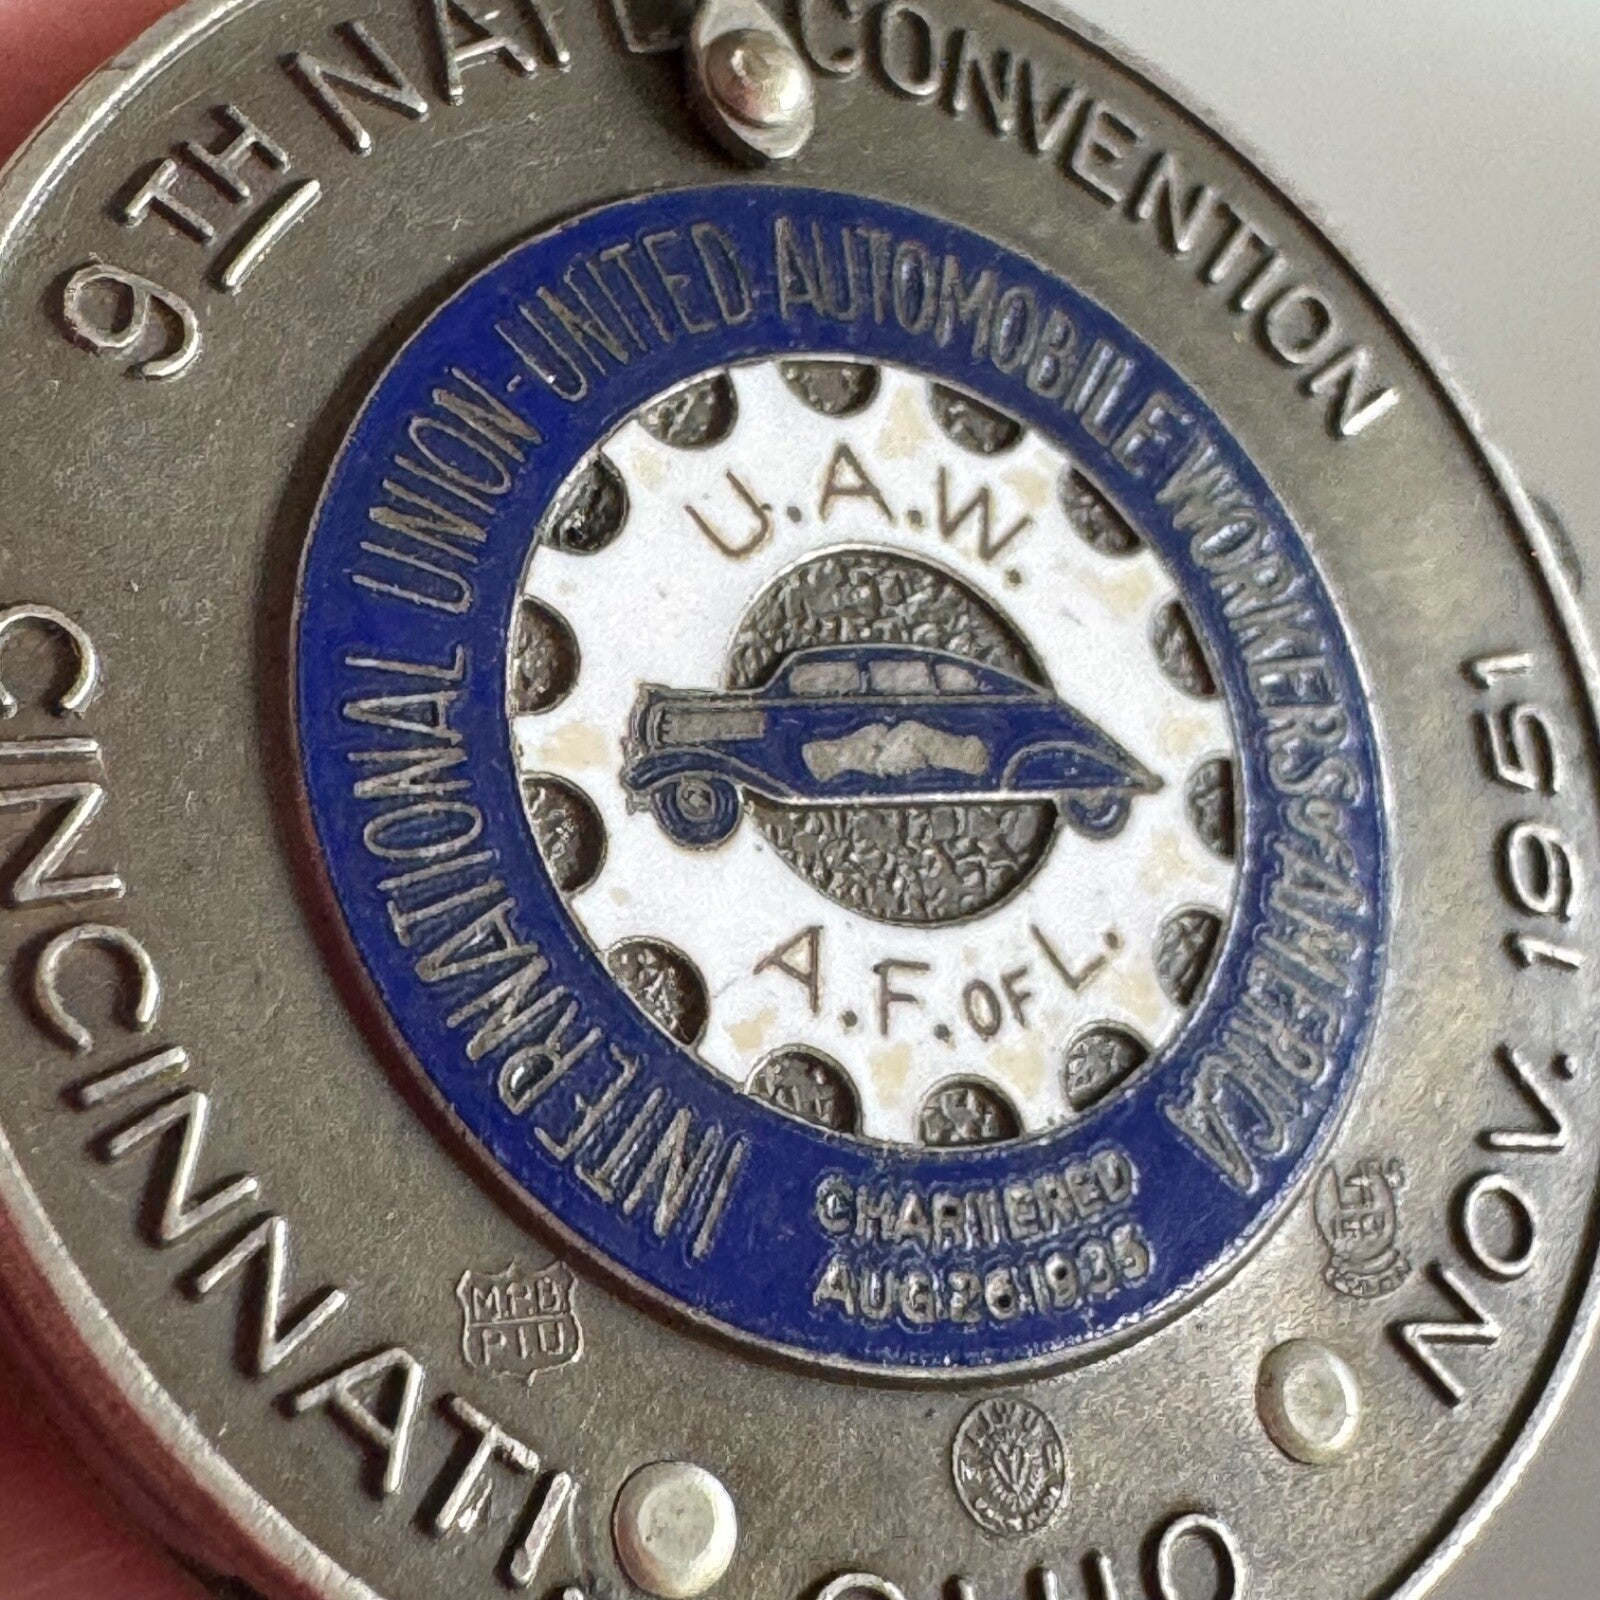 9TH NAT'L CONVENTION
INTERNATIONAL UNION-UNITED AUTOMOBILE WORKERS OF AMERICA
U.A.W.
A.F. OF L.
CHARTERED
AUG. 26 1935
CINCINNATI, OHIO
NOV. 1951